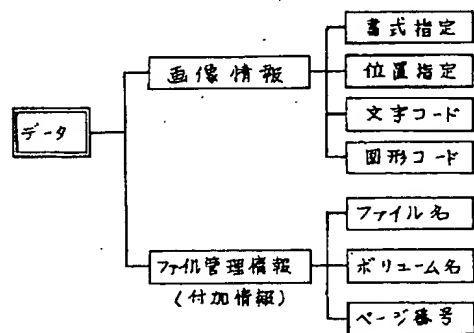 データ
画像情報
書式指定
位置指定
文字コード
図形コード
ファイル管理情報
(付加情報)
ファイル名
ボリューム名
ページ番号